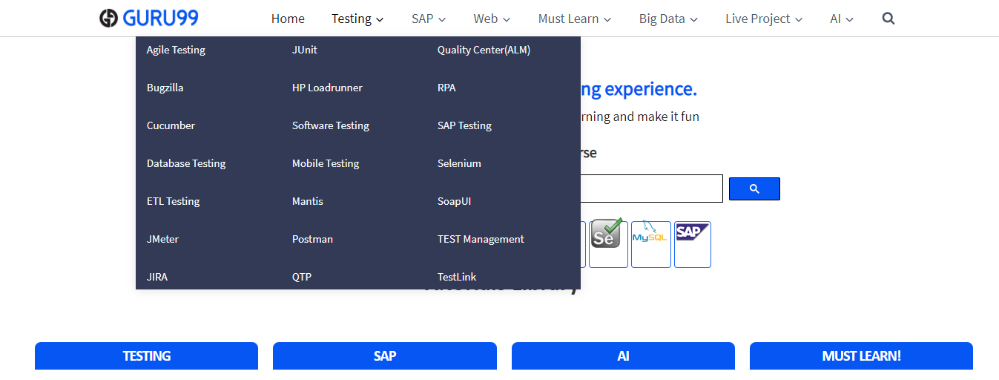 GURU99 Home Testing SAP Web Must Learn Big Data Live Project AI
Agile Testing JUnit Quality Center(ALM)
Bugzilla HP Loadrunner RPA
Cucumber Software Testing SAP Testing
Database Testing Mobile Testing Selenium
ETL Testing Mantis SoapUI
JMeter Postman TEST Management
JIRA QTP TestLink
ng experience.
rning and make it fun
rse
Se MySQL SAP
TESTING SAP AI MUST LEARN!